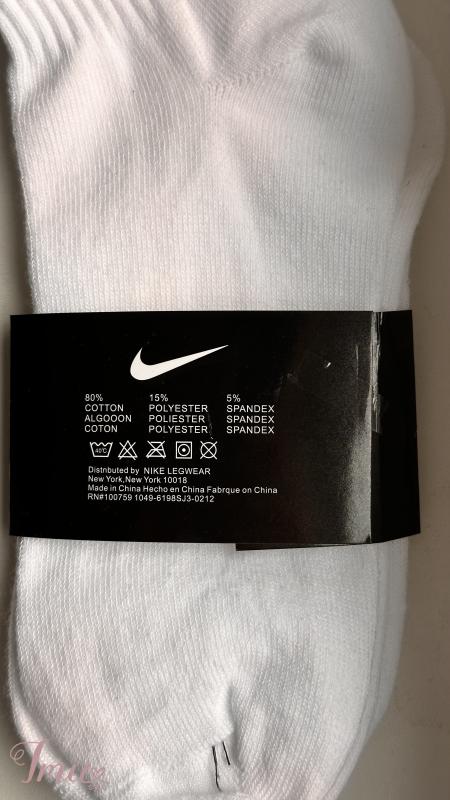 80% 15% 5%
COTTON POLYESTER SPANDEX
ALGOOON POLIESTER SPANDEX
COTON POLYESTER SPANDEX
40℃
Distnbuted by NIKE LEGWEAR
New York,New York 10018
Made in China Hecho en China Fabrque on China
RN#100759 1049-6198SJ3-0212